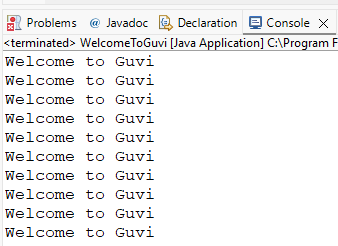 Problems @ Javadoc Declaration Console
<terminated> WelcomeToGuvi [Java Application] C:\Program F
Welcome to Guvi
Welcome to Guvi
Welcome to Guvi
Welcome to Guvi
Welcome to Guvi
Welcome to Guvi
Welcome to Guvi
Welcome to Guvi
Welcome to Guvi
Welcome to Guvi